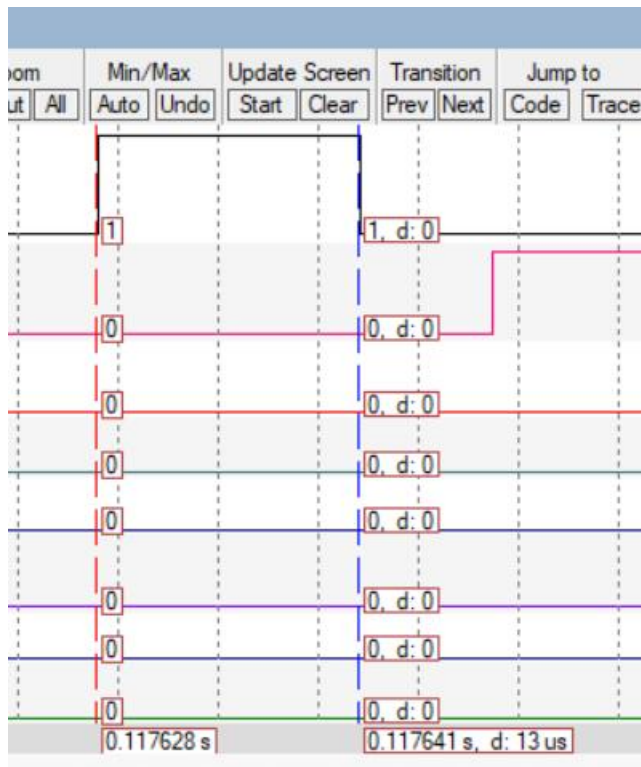 Min/Max Update Screen Transition Jump to
All Auto Undo Start Clear Prev Next Code Trace
1 1, d: 0
0 0, d: 0
0 0, d: 0
0 0, d: 0
0 0, d: 0
0 0, d: 0
0 0, d: 0
0 0, d: 0
0.117628 s 0.117641 s, d: 13 us